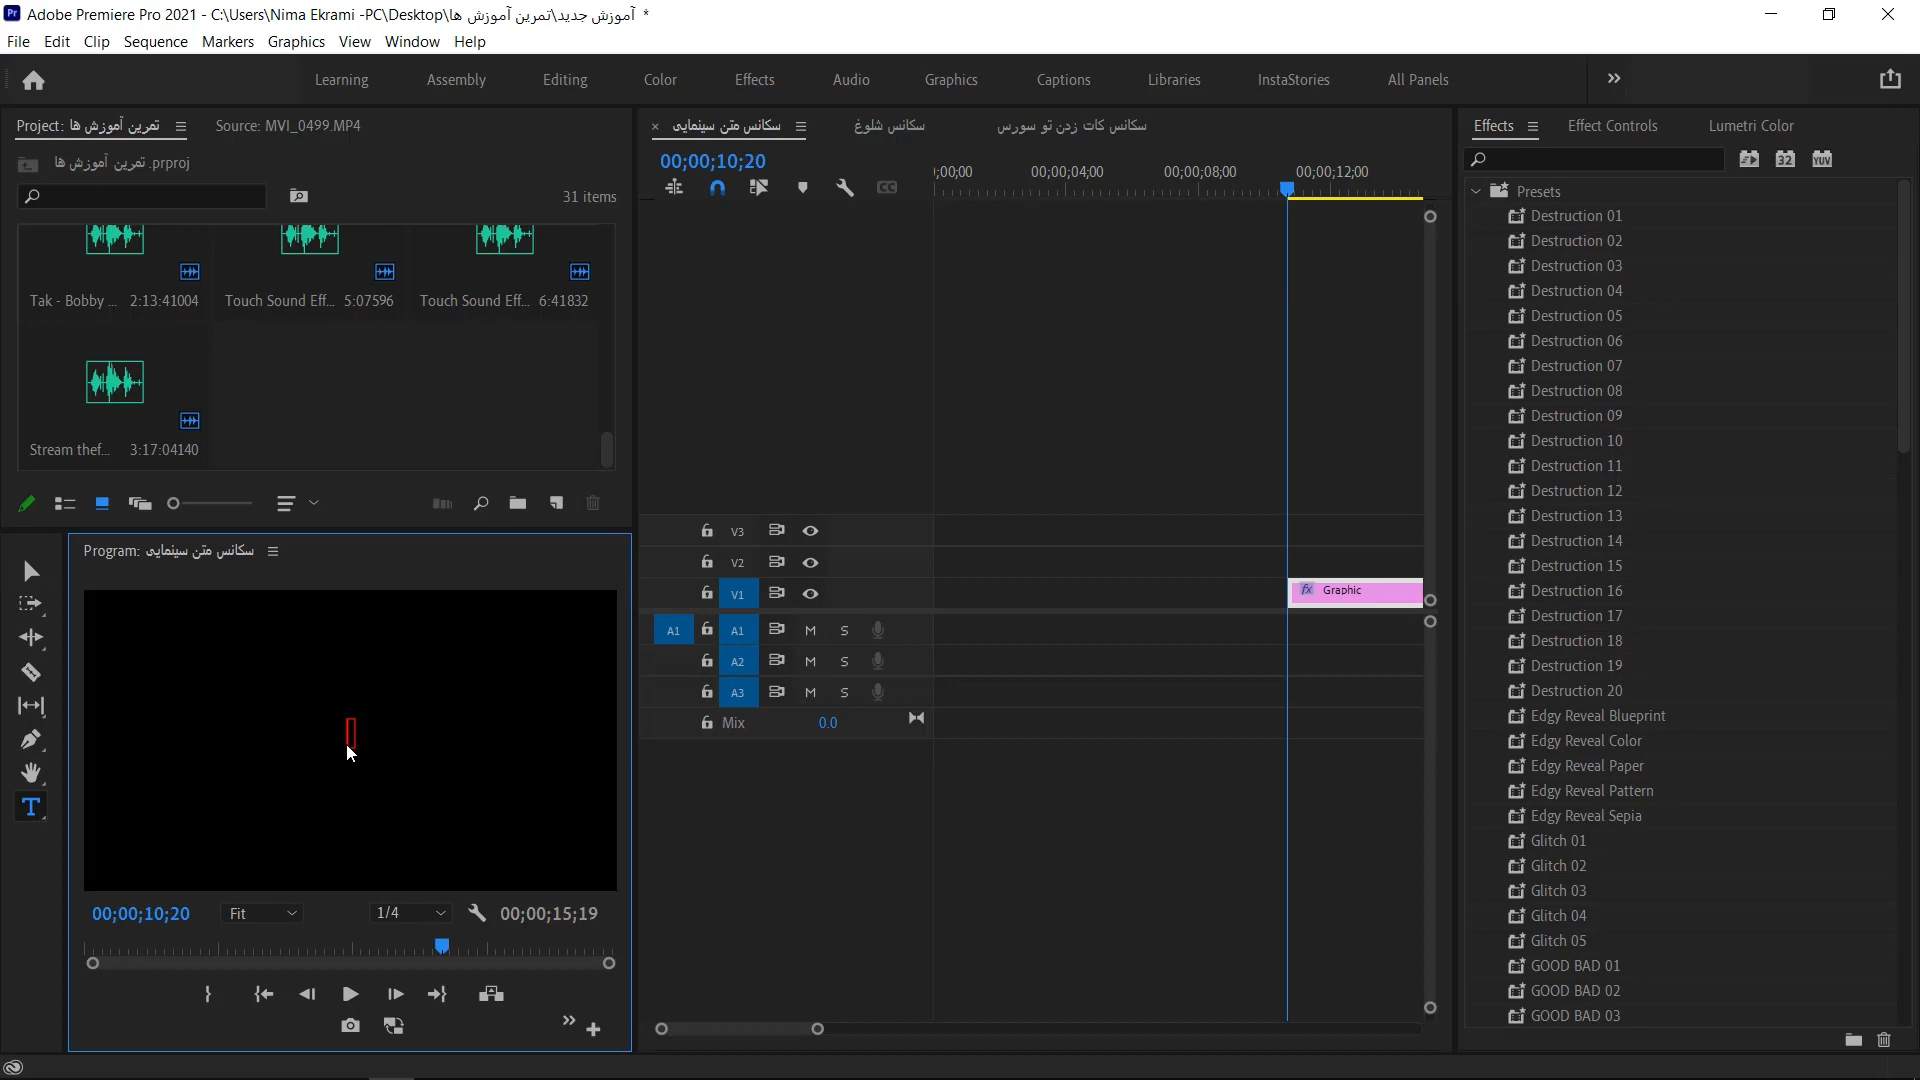 Adobe Premiere Pro 2021 - C:\Users\Nima Ekrami -PC\Desktop\آموزش جدید\تمرین آموزش ها *
File Edit Clip Sequence Markers Graphics View Window Help
Learning Assembly Editing Color Effects Audio Graphics Captions Libraries InstaStories All Panels
Project: تمرین آموزش ها
Source: MVI_0499.MP4
تمرین آموزش ها .prproj
31 items
Tak - Bobby ... 2:13:41004
Touch Sound Eff... 5:07596
Touch Sound Eff... 6:41832
Stream thef... 3:17:04140
Program: سکانس متن سینمایی
00;00;10;20
Fit
1/4
00;00;15;19
سکانس متن سینمایی
سکانس شلوغ
سکانس کات زدن تو سورس
00;00;10;20
;00;00
00;00;04;00
00;00;08;00
00;00;12;00
V3
V2
V1
Graphic
A1 A1 M S
A2 M S
A3 M S
Mix 0.0
Effects
Effect Controls
Lumetri Color
32
YUV
Presets
Destruction 01
Destruction 02
Destruction 03
Destruction 04
Destruction 05
Destruction 06
Destruction 07
Destruction 08
Destruction 09
Destruction 10
Destruction 11
Destruction 12
Destruction 13
Destruction 14
Destruction 15
Destruction 16
Destruction 17
Destruction 18
Destruction 19
Destruction 20
Edgy Reveal Blueprint
Edgy Reveal Color
Edgy Reveal Paper
Edgy Reveal Pattern
Edgy Reveal Sepia
Glitch 01
Glitch 02
Glitch 03
Glitch 04
Glitch 05
GOOD BAD 01
GOOD BAD 02
GOOD BAD 03